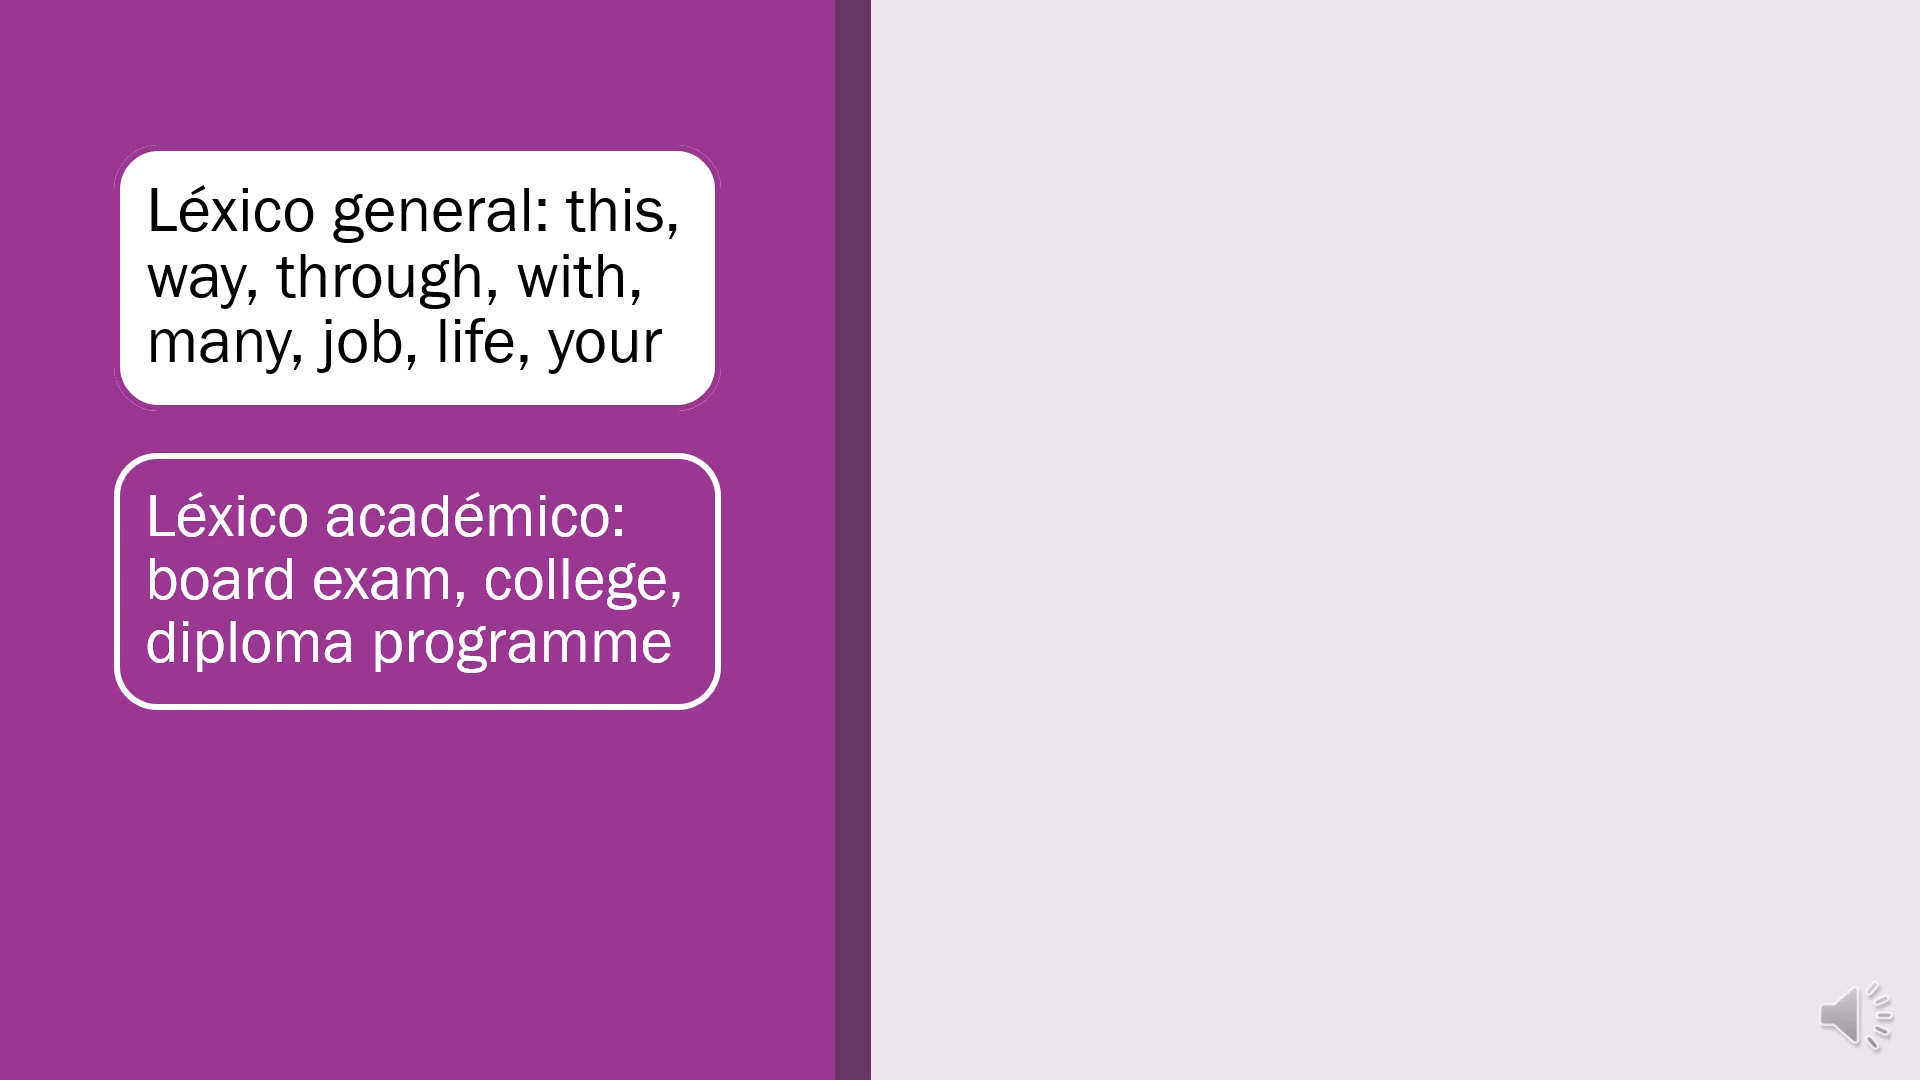 Léxico general: this,
way, through, with,
many, job, life, your
Léxico académico:
board exam, college,
diploma programme